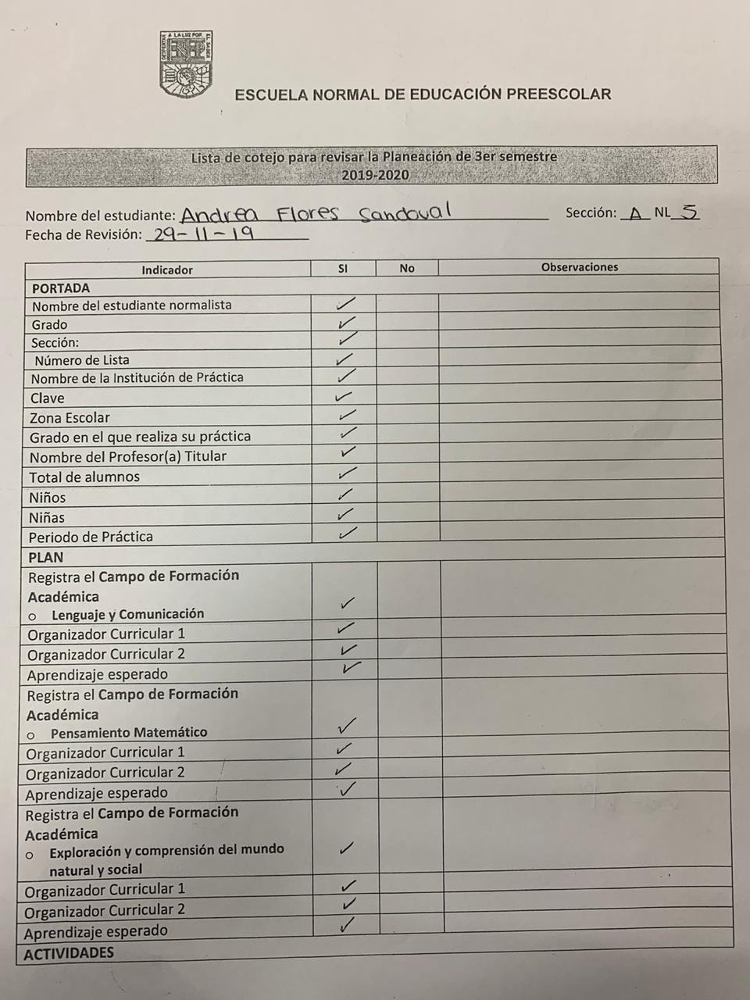 DESPERTAR A LA LUZ POR EL SABER
ENEP
ESCUELA NORMAL DE EDUCACIÓN PREESCOLAR
Lista de cotejo para revisar la Planeación de 3er semestre
2019-2020
Nombre del estudiante: Andrea Flores Sandoval Sección: A NL 5
Fecha de Revisión: 29-11-19
Indicador SI No Observaciones
PORTADA
Nombre del estudiante normalista ✓
Grado ✓
Sección: ✓
Número de Lista ✓
Nombre de la Institución de Práctica ✓
Clave ✓
Zona Escolar ✓
Grado en el que realiza su práctica ✓
Nombre del Profesor(a) Titular ✓
Total de alumnos ✓
Niños ✓
Niñas ✓
Periodo de Práctica ✓
PLAN
Registra el Campo de Formación
Académica
o Lenguaje y Comunicación ✓
Organizador Curricular 1 ✓
Organizador Curricular 2 ✓
Aprendizaje esperado ✓
Registra el Campo de Formación
Académica
o Pensamiento Matemático ✓
Organizador Curricular 1 ✓
Organizador Curricular 2 ✓
Aprendizaje esperado ✓
Registra el Campo de Formación
Académica
o Exploración y comprensión del mundo ✓
natural y social
Organizador Curricular 1 ✓
Organizador Curricular 2 ✓
Aprendizaje esperado ✓
ACTIVIDADES